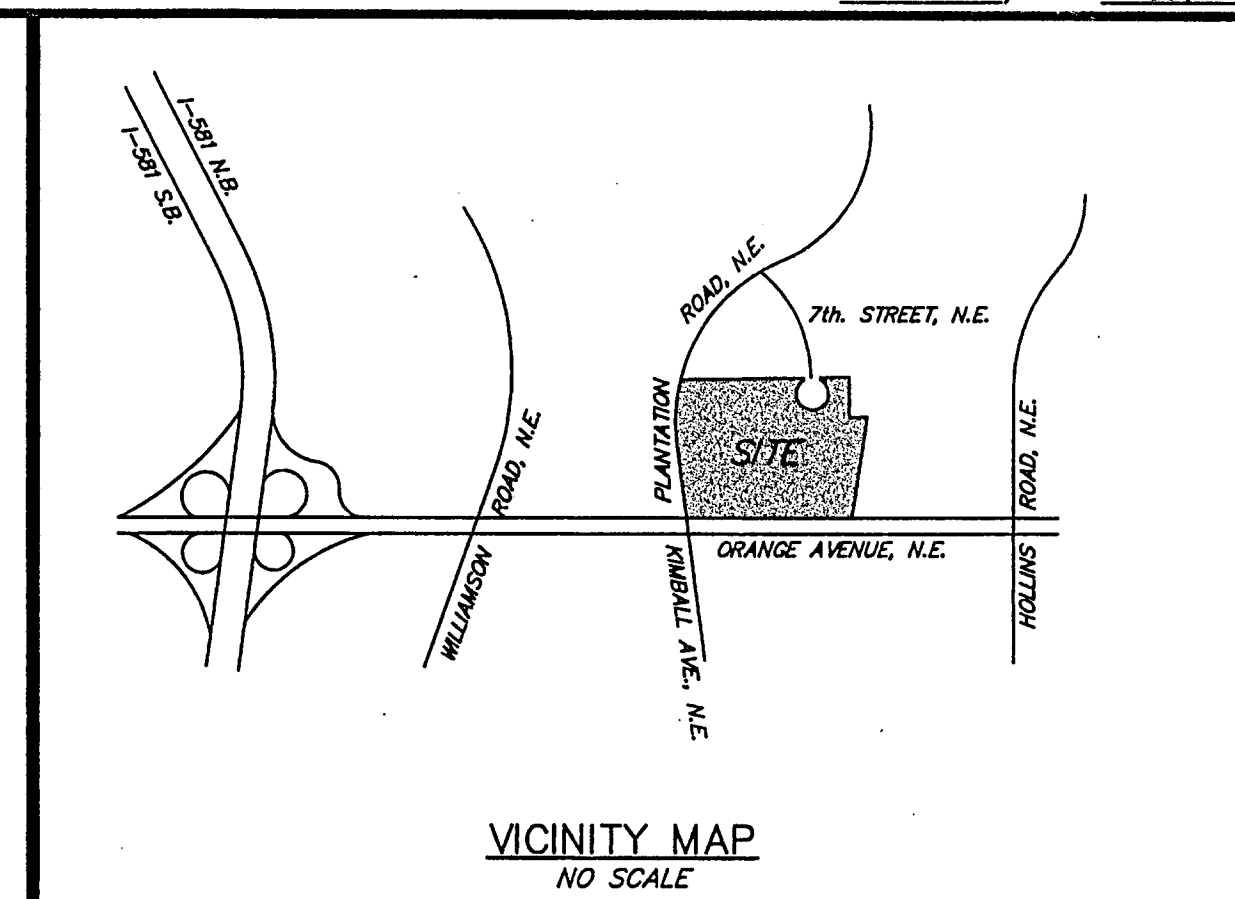 I-581 N.B.
I-581 S.B.
ROAD, N.E.
7th. STREET, N.E.
PLANTATION
SITE
ROAD, N.E.
ROAD, N.E.
ORANGE AVENUE, N.E.
WILLIAMSON
KIMBALL AVE., N.E.
HOLLINS
VICINITY MAP
NO SCALE